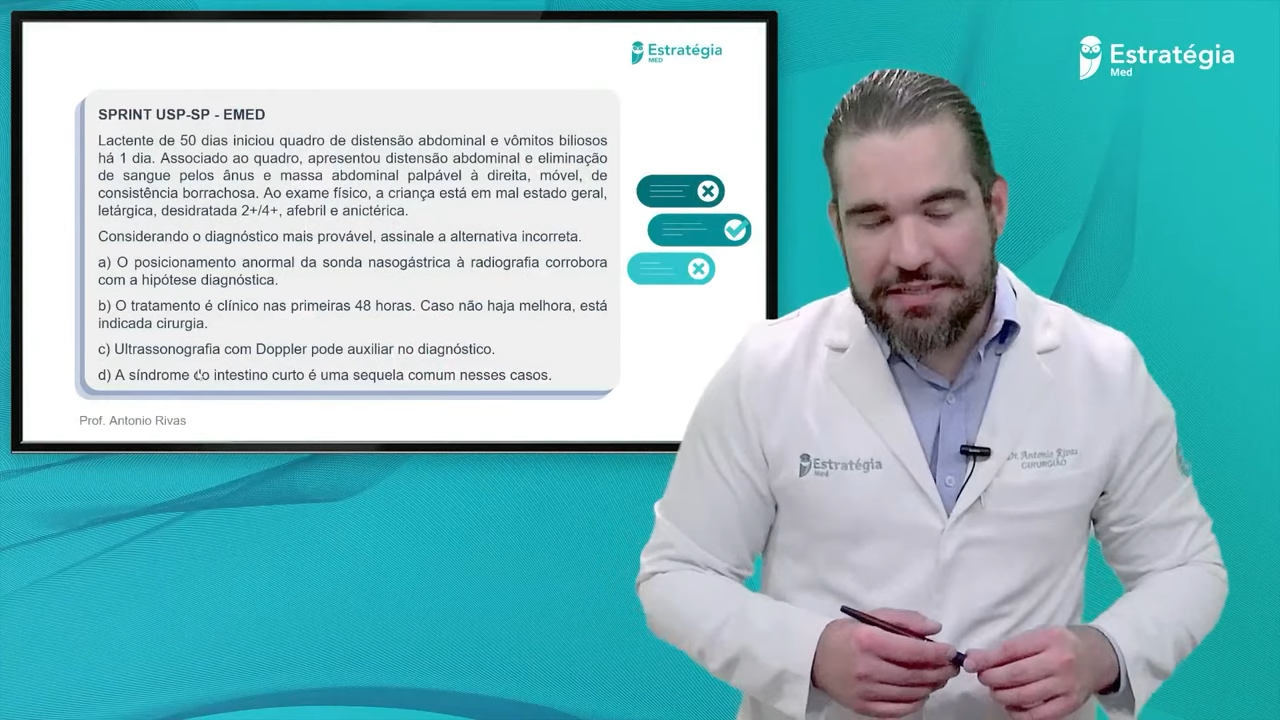 Estratégia
MED
SPRINT USP-SP - EMED
Lactente de 50 dias iniciou quadro de distensão abdominal e vômitos biliosos
há 1 dia. Associado ao quadro, apresentou distensão abdominal e eliminação
de sangue pelos ânus e massa abdominal palpável à direita, móvel, de
consistência borrachosa. Ao exame físico, a criança está em mal estado geral,
letárgica, desidratada 2+/4+, afebril e anictérica.
Considerando o diagnóstico mais provável, assinale a alternativa incorreta.
a) O posicionamento anormal da sonda nasogástrica à radiografia corrobora
com a hipótese diagnóstica.
b) O tratamento é clínico nas primeiras 48 horas. Caso não haja melhora, está
indicada cirurgia.
c) Ultrassonografia com Doppler pode auxiliar no diagnóstico.
d) A síndrome do intestino curto é uma sequela comum nesses casos.
Prof. Antonio Rivas
Estratégia
Med
Estratégia
Med
Dr. Antonio Rivas
CIRURGIÃO